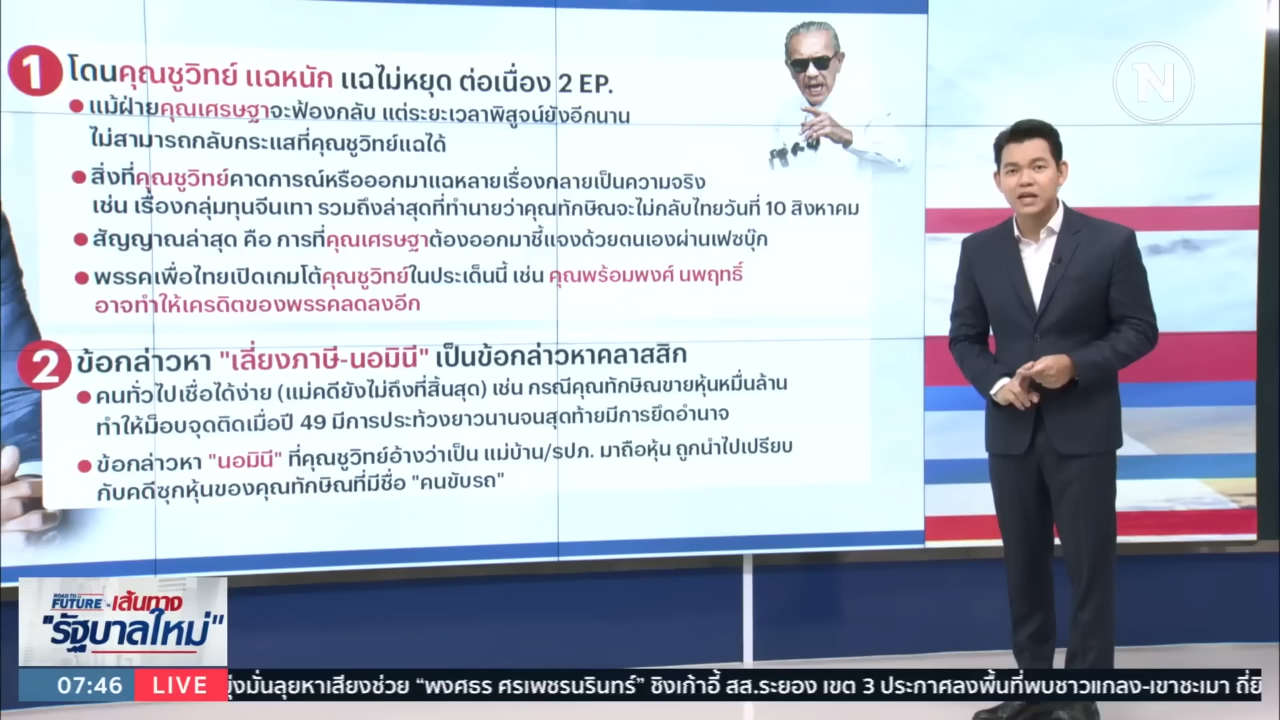 N
1 โดนคุณชูวิทย์ แฉหนัก แฉไม่หยุด ต่อเนื่อง 2 EP.
แม้ฝ่ายคุณเศรษฐาจะฟ้องกลับ แต่ระยะเวลาพิสูจน์ยังอีกนาน
ไม่สามารถกลับกระแสที่คุณชูวิทย์แฉได้
สิ่งที่คุณชูวิทย์คาดการณ์หรือออกมาแฉหลายเรื่องกลายเป็นความจริง
เช่น เรื่องกลุ่มทุนจีนเทา รวมถึงล่าสุดที่ทำนายว่าคุณทักษิณจะไม่กลับไทยวันที่ 10 สิงหาคม
สัญญาณล่าสุด คือ การที่คุณเศรษฐาต้องออกมาชี้แจงด้วยตนเองผ่านเฟซบุ๊ก
พรรคเพื่อไทยเปิดเกมโต้คุณชูวิทย์ในประเด็นนี้ เช่น คุณพร้อมพงศ์ นพฤทธิ์
อาจทำให้เครดิตของพรรคลดลงอีก
2 ข้อกล่าวหา "เลี่ยงภาษี-นอมินี" เป็นข้อกล่าวหาคลาสสิก
คนทั่วไปเชื่อได้ง่าย (แม่คดียังไม่ถึงที่สิ้นสุด) เช่น กรณีคุณทักษิณขายหุ้นหมื่นล้าน
ทำให้ม็อบจุดติดเมื่อปี 49 มีการประท้วงยาวนานจนสุดท้ายมีการยึดอำนาจ
ข้อกล่าวหา "นอมินี" ที่คุณชูวิทย์อ้างว่าเป็น แม่บ้าน/รปภ. มาถือหุ้น ถูกนำไปเปรียบ
กับคดีซุกหุ้นของคุณทักษิณที่มีชื่อ "คนขับรถ"
ROAD TO FUTURE เส้นทาง
"รัฐบาลใหม่"
07:46 LIVE มุ่งมั่นลุยหาเสียงช่วย “พงศธร ศรเพชรนรินทร์” ชิงเก้าอี้ สส.ระยอง เขต 3 ประกาศลงพื้นที่พบชาวแกลง-เขาชะเมา ถี่ยิ